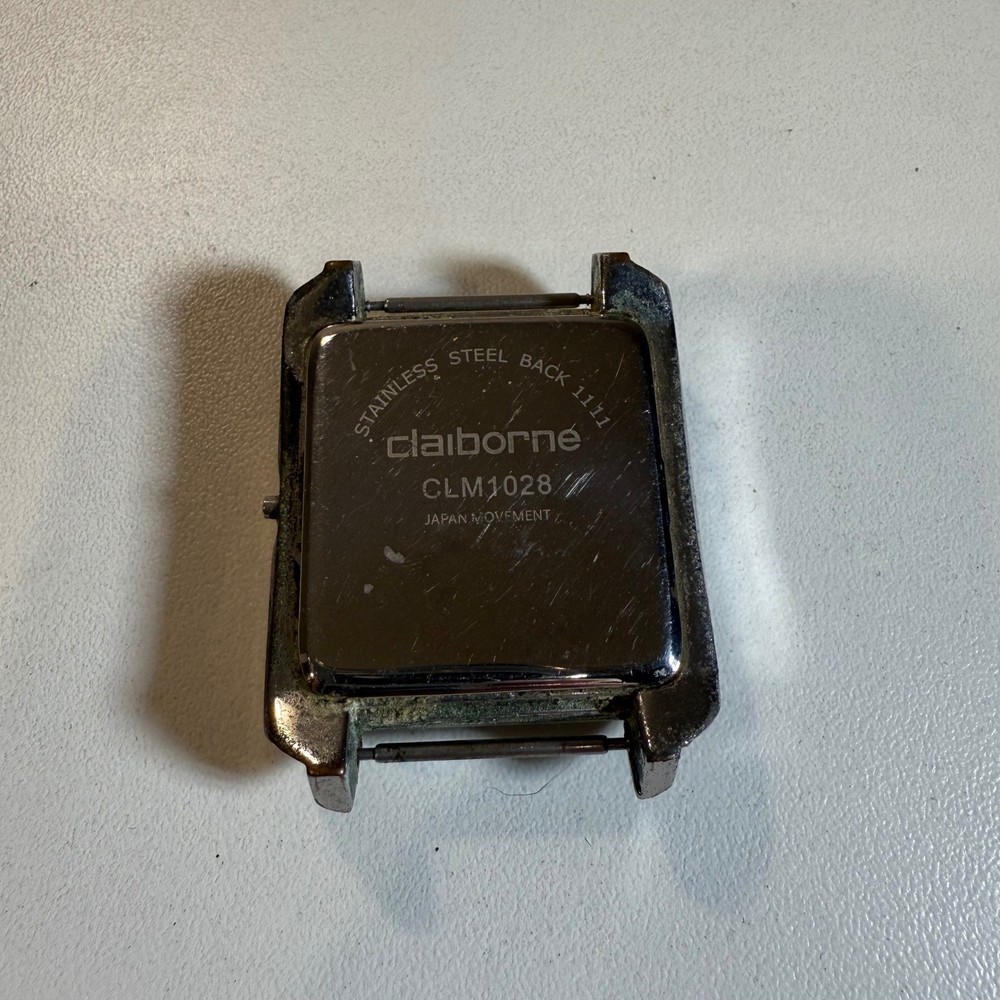 STAINLESS STEEL BACK 1111
claiborne
CLM1028
JAPAN MOVEMENT